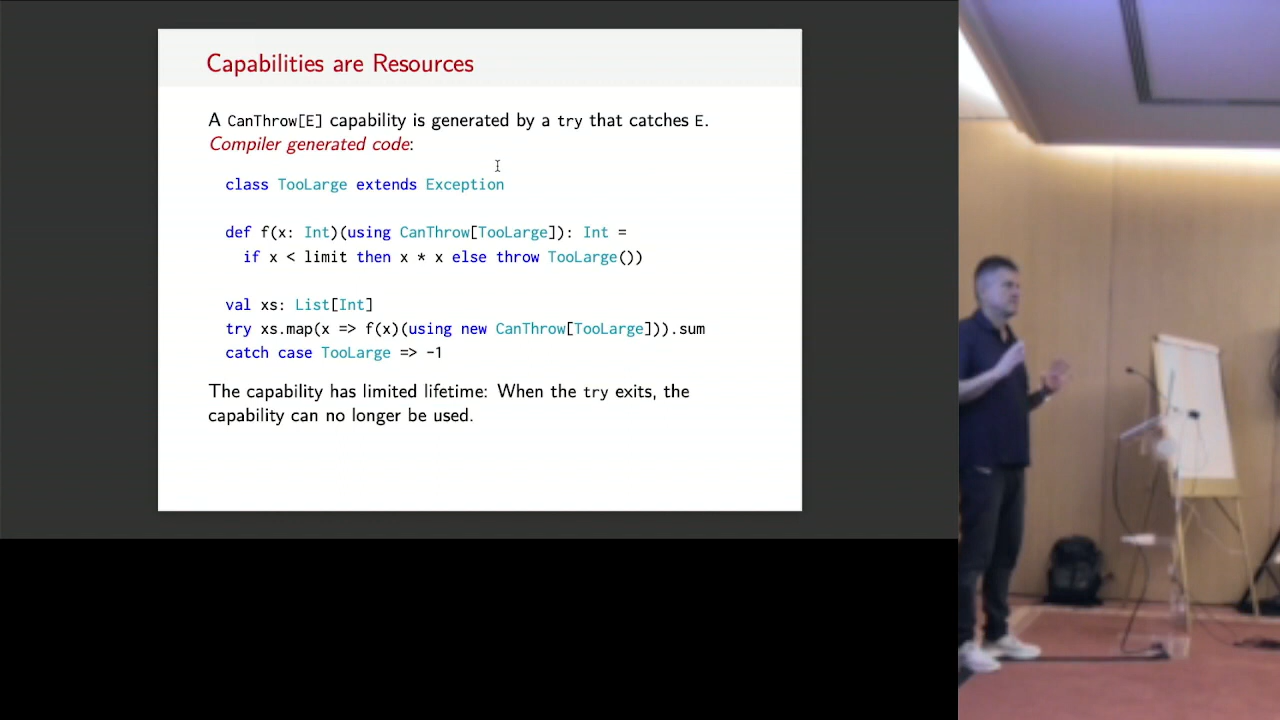 Capabilities are Resources
A CanThrow[E] capability is generated by a try that catches E.
Compiler generated code:
class TooLarge extends Exception
def f(x: Int)(using CanThrow[TooLarge]): Int =
if x < limit then x * x else throw TooLarge())
val xs: List[Int]
try xs.map(x => f(x)(using new CanThrow[TooLarge])).sum
catch case TooLarge => -1
The capability has limited lifetime: When the try exits, the
capability can no longer be used.